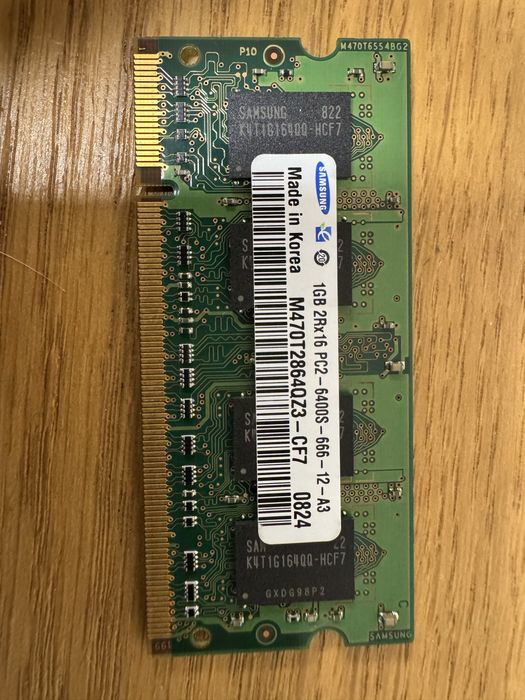 P10
M470T6554BG2
SAMSUNG 822
K4T1G164QQ-HCF7
SAMSUNG
Made in Korea
1GB 2Rx16 PC2-6400S-666-12-A3
M470T2864QZ3-CF7 0824
K4T1G164QQ-HCF7
GXDG98P2
199
SAMSUNG